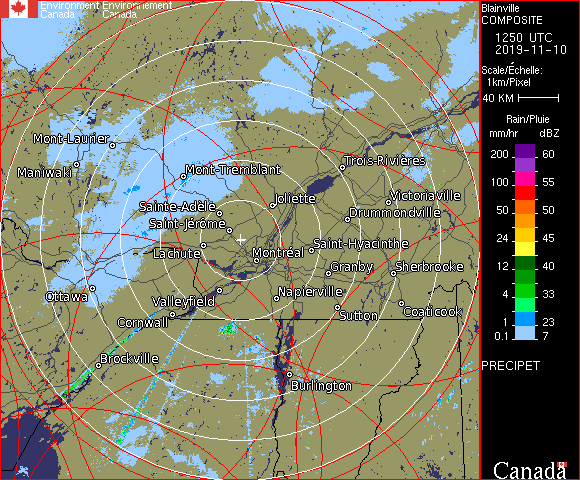 Environment Environnement
Canada Canada
Blainville
COMPOSITE
1250 UTC
2019-11-10
Scale/Échelle:
1km/Pixel
40 KM
Rain/Pluie
mm/hr dBZ
200 60
100 55
50 50
24 45
12 40
4 33
1 23
0.1 7
PRECIPET
Canada
Mont-Laurier
Maniwaki
Mont-Tremblant
Trois-Rivières
Sainte-Adèle
Joliette
Victoriaville
Drummondville
Saint-Jérôme
Lachute
Montréal
Saint-Hyacinthe
Granby
Sherbrooke
Ottawa
Valleyfield
Napierville
Cornwall
Sutton
Coaticook
Brockville
Burlington